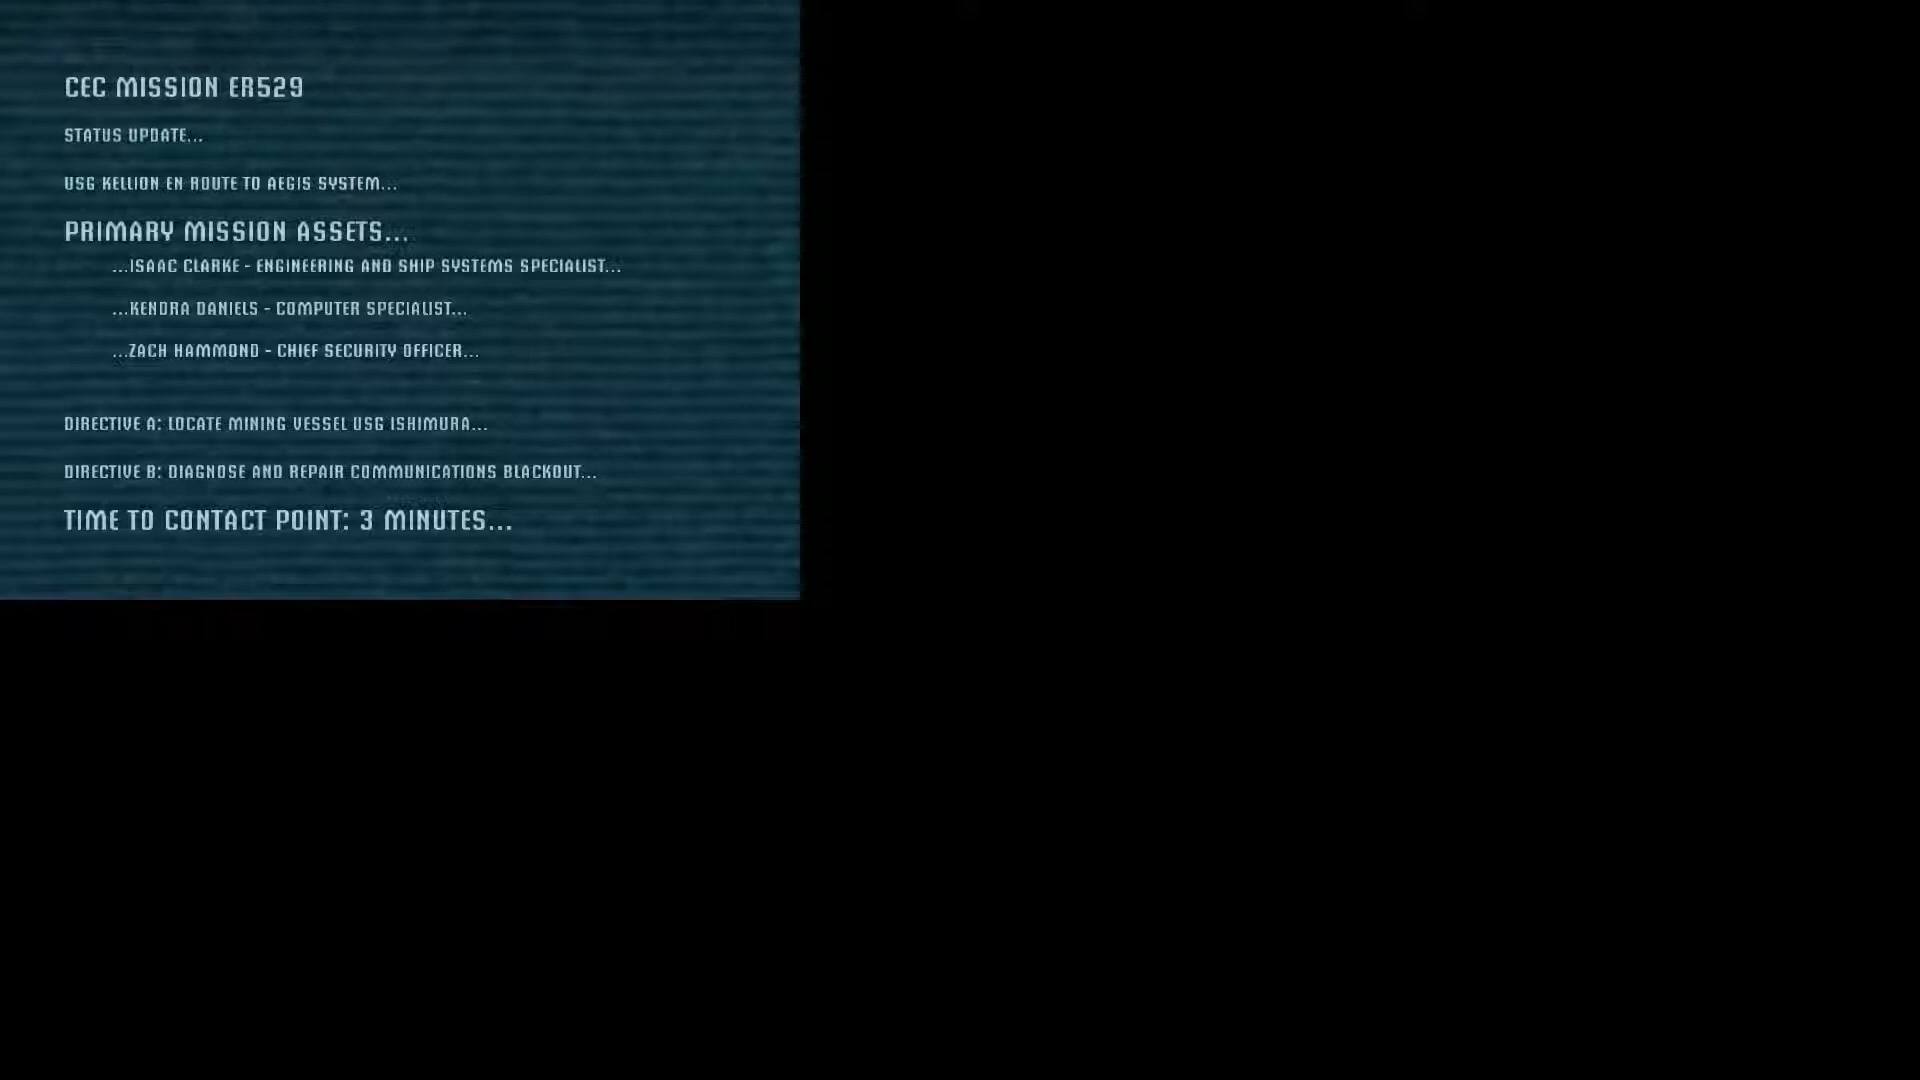 CEC MISSION ER529
STATUS UPDATE...
USG KELLION EN ROUTE TO AEGIS SYSTEM...
PRIMARY MISSION ASSETS...
...ISAAC CLARKE - ENGINEERING AND SHIP SYSTEMS SPECIALIST...
...KENDRA DANIELS - COMPUTER SPECIALIST...
...ZACH HAMMOND - CHIEF SECURITY OFFICER...
DIRECTIVE A: LOCATE MINING VESSEL USG ISHIMURA...
DIRECTIVE B: DIAGNOSE AND REPAIR COMMUNICATIONS BLACKOUT...
TIME TO CONTACT POINT: 3 MINUTES...